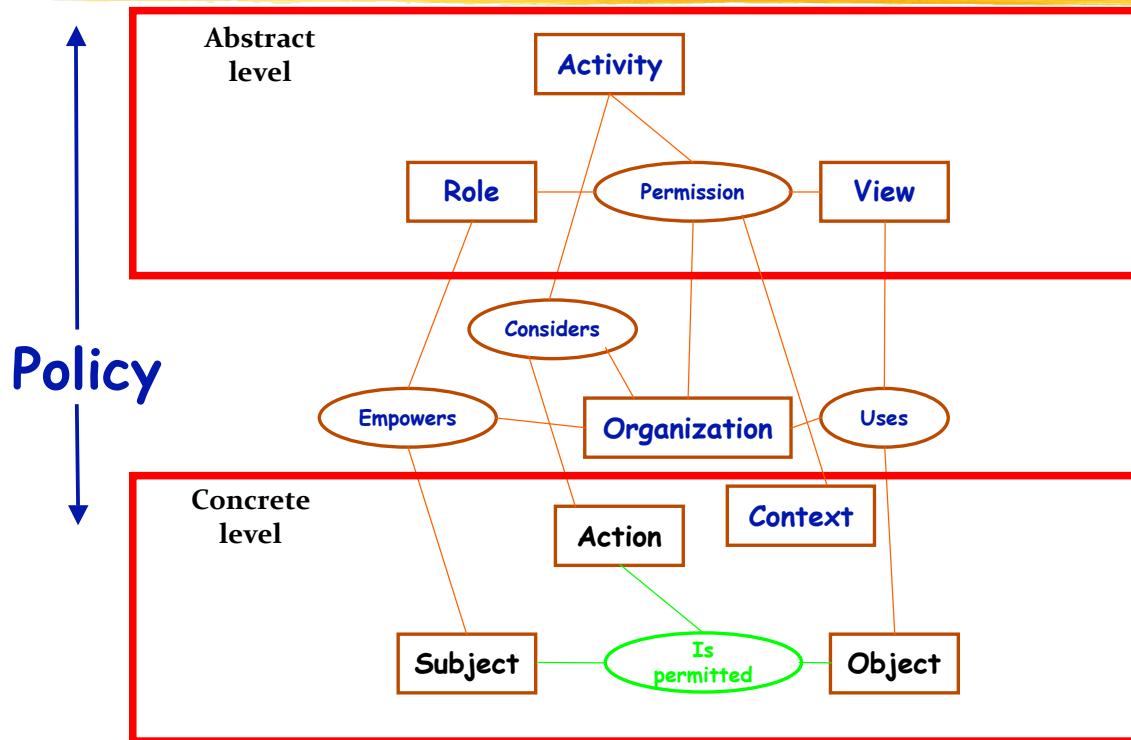 Abstract
level
Activity
Role
Permission
View
Considers
Policy
Empowers
Organization
Uses
Concrete
level
Context
Action
Subject
Is
permitted
Object